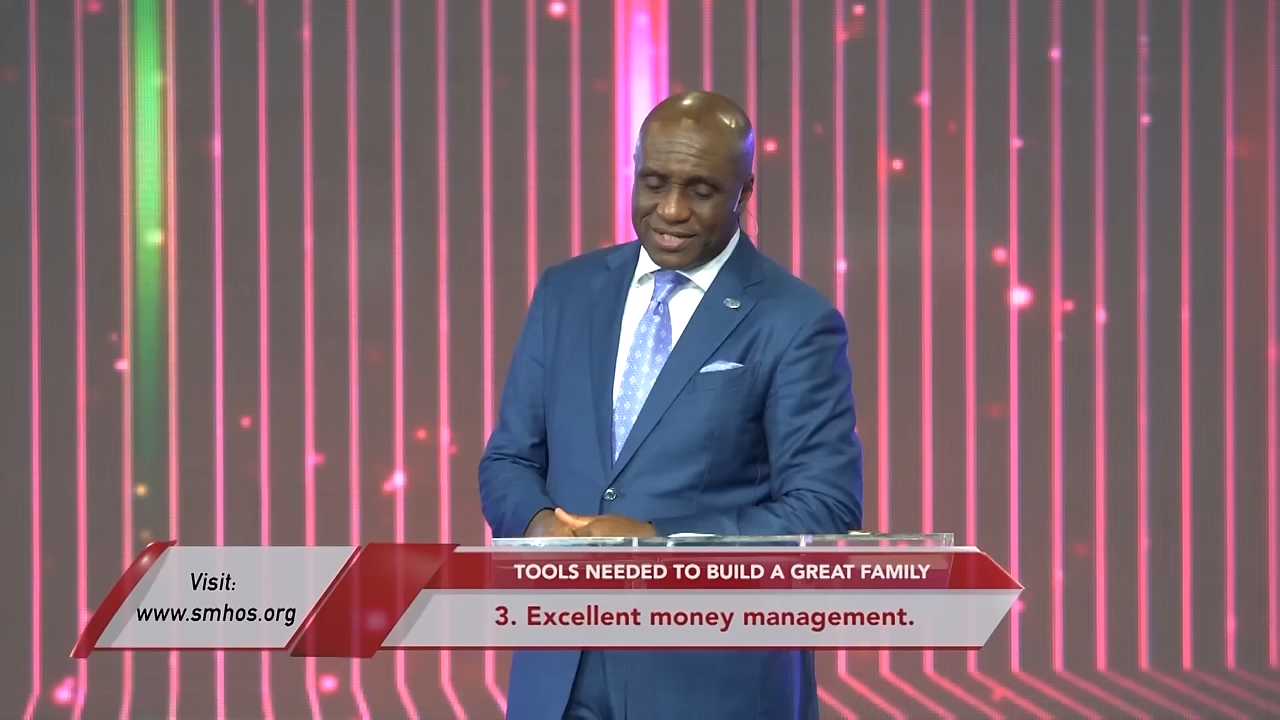 Visit:
www.smhos.org
TOOLS NEEDED TO BUILD A GREAT FAMILY
3. Excellent money management.